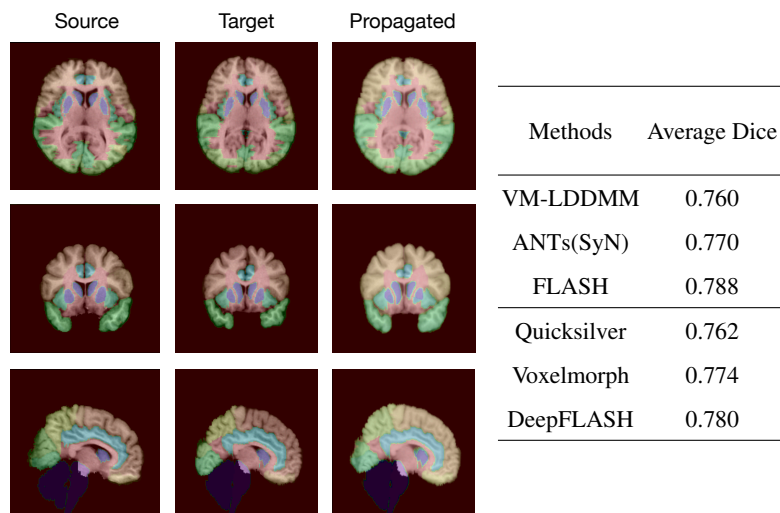 Source Target Propagated
Methods Average Dice
VM-LDDMM 0.760
ANTs(SyN) 0.770
FLASH 0.788
Quicksilver 0.762
Voxelmorph 0.774
DeepFLASH 0.780